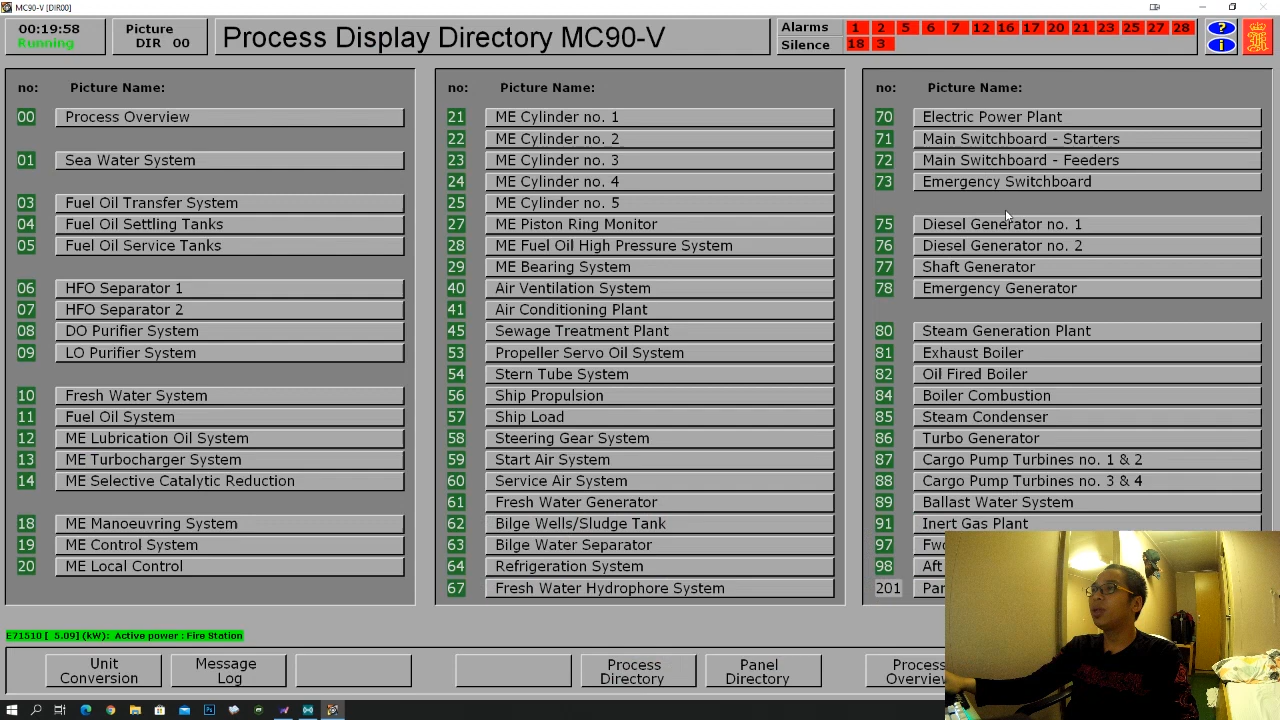 MC90-V [DIR00]
00:19:58
Running
Picture
DIR 00
Process Display Directory MC90-V
Alarms 1 2 5 6 7 12 16 17 20 21 23 25 27 28
Silence 18 3
?
i
no: Picture Name:
00 Process Overview
01 Sea Water System
03 Fuel Oil Transfer System
04 Fuel Oil Settling Tanks
05 Fuel Oil Service Tanks
06 HFO Separator 1
07 HFO Separator 2
08 DO Purifier System
09 LO Purifier System
10 Fresh Water System
11 Fuel Oil System
12 ME Lubrication Oil System
13 ME Turbocharger System
14 ME Selective Catalytic Reduction
18 ME Manoeuvring System
19 ME Control System
20 ME Local Control
no: Picture Name:
21 ME Cylinder no. 1
22 ME Cylinder no. 2
23 ME Cylinder no. 3
24 ME Cylinder no. 4
25 ME Cylinder no. 5
27 ME Piston Ring Monitor
28 ME Fuel Oil High Pressure System
29 ME Bearing System
40 Air Ventilation System
41 Air Conditioning Plant
45 Sewage Treatment Plant
53 Propeller Servo Oil System
54 Stern Tube System
56 Ship Propulsion
57 Ship Load
58 Steering Gear System
59 Start Air System
60 Service Air System
61 Fresh Water Generator
62 Bilge Wells/Sludge Tank
63 Bilge Water Separator
64 Refrigeration System
67 Fresh Water Hydrophore System
no: Picture Name:
70 Electric Power Plant
71 Main Switchboard - Starters
72 Main Switchboard - Feeders
73 Emergency Switchboard
75 Diesel Generator no. 1
76 Diesel Generator no. 2
77 Shaft Generator
78 Emergency Generator
80 Steam Generation Plant
81 Exhaust Boiler
82 Oil Fired Boiler
84 Boiler Combustion
85 Steam Condenser
86 Turbo Generator
87 Cargo Pump Turbines no. 1 & 2
88 Cargo Pump Turbines no. 3 & 4
89 Ballast Water System
91 Inert Gas Plant
97 Fwd
98 Aft
201 Pan
E71510 [ 5.09] (kW): Active power : Fire Station
Unit
Conversion
Message
Log
Process
Directory
Panel
Directory
Process
Overview